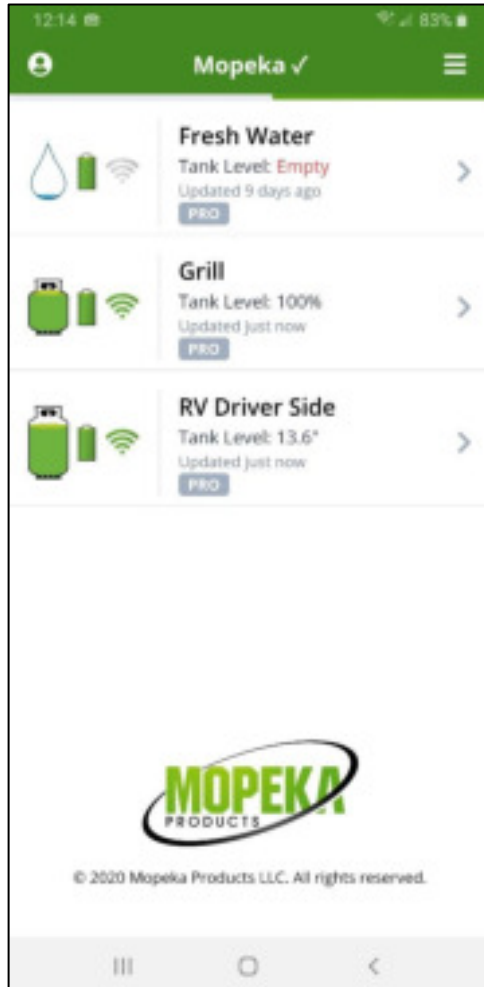 12:14 83%
Mopeka ✓
Fresh Water
Tank Level: Empty
Updated 9 days ago
PRO
Grill
Tank Level: 100%
Updated just now
PRO
RV Driver Side
Tank Level: 13.6"
Updated just now
PRO
MOPEKA
PRODUCTS
© 2020 Mopeka Products LLC. All rights reserved.